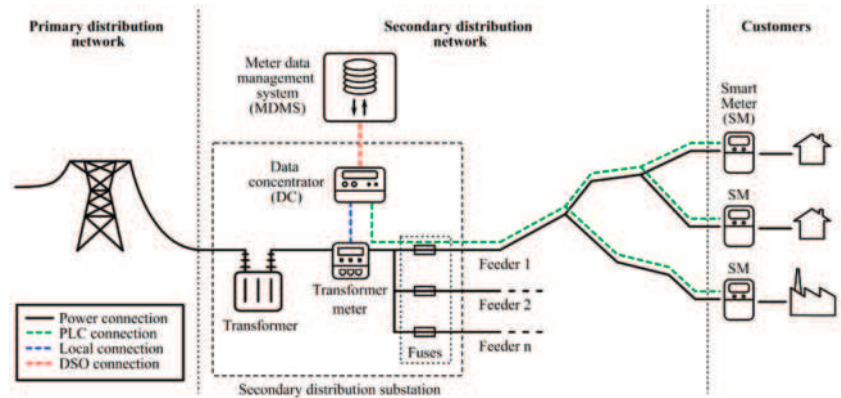 Primary distribution
network
Secondary distribution
network
Customers
Meter data
management
system
(MDMS)
Smart
Meter
(SM)
Data
concentrator
(DC)
SM
SM
Feeder 1
Feeder 2
Feeder n
Transformer
Transformer
meter
Fuses
Power connection
PLC connection
Local connection
DSO connection
Secondary distribution substation